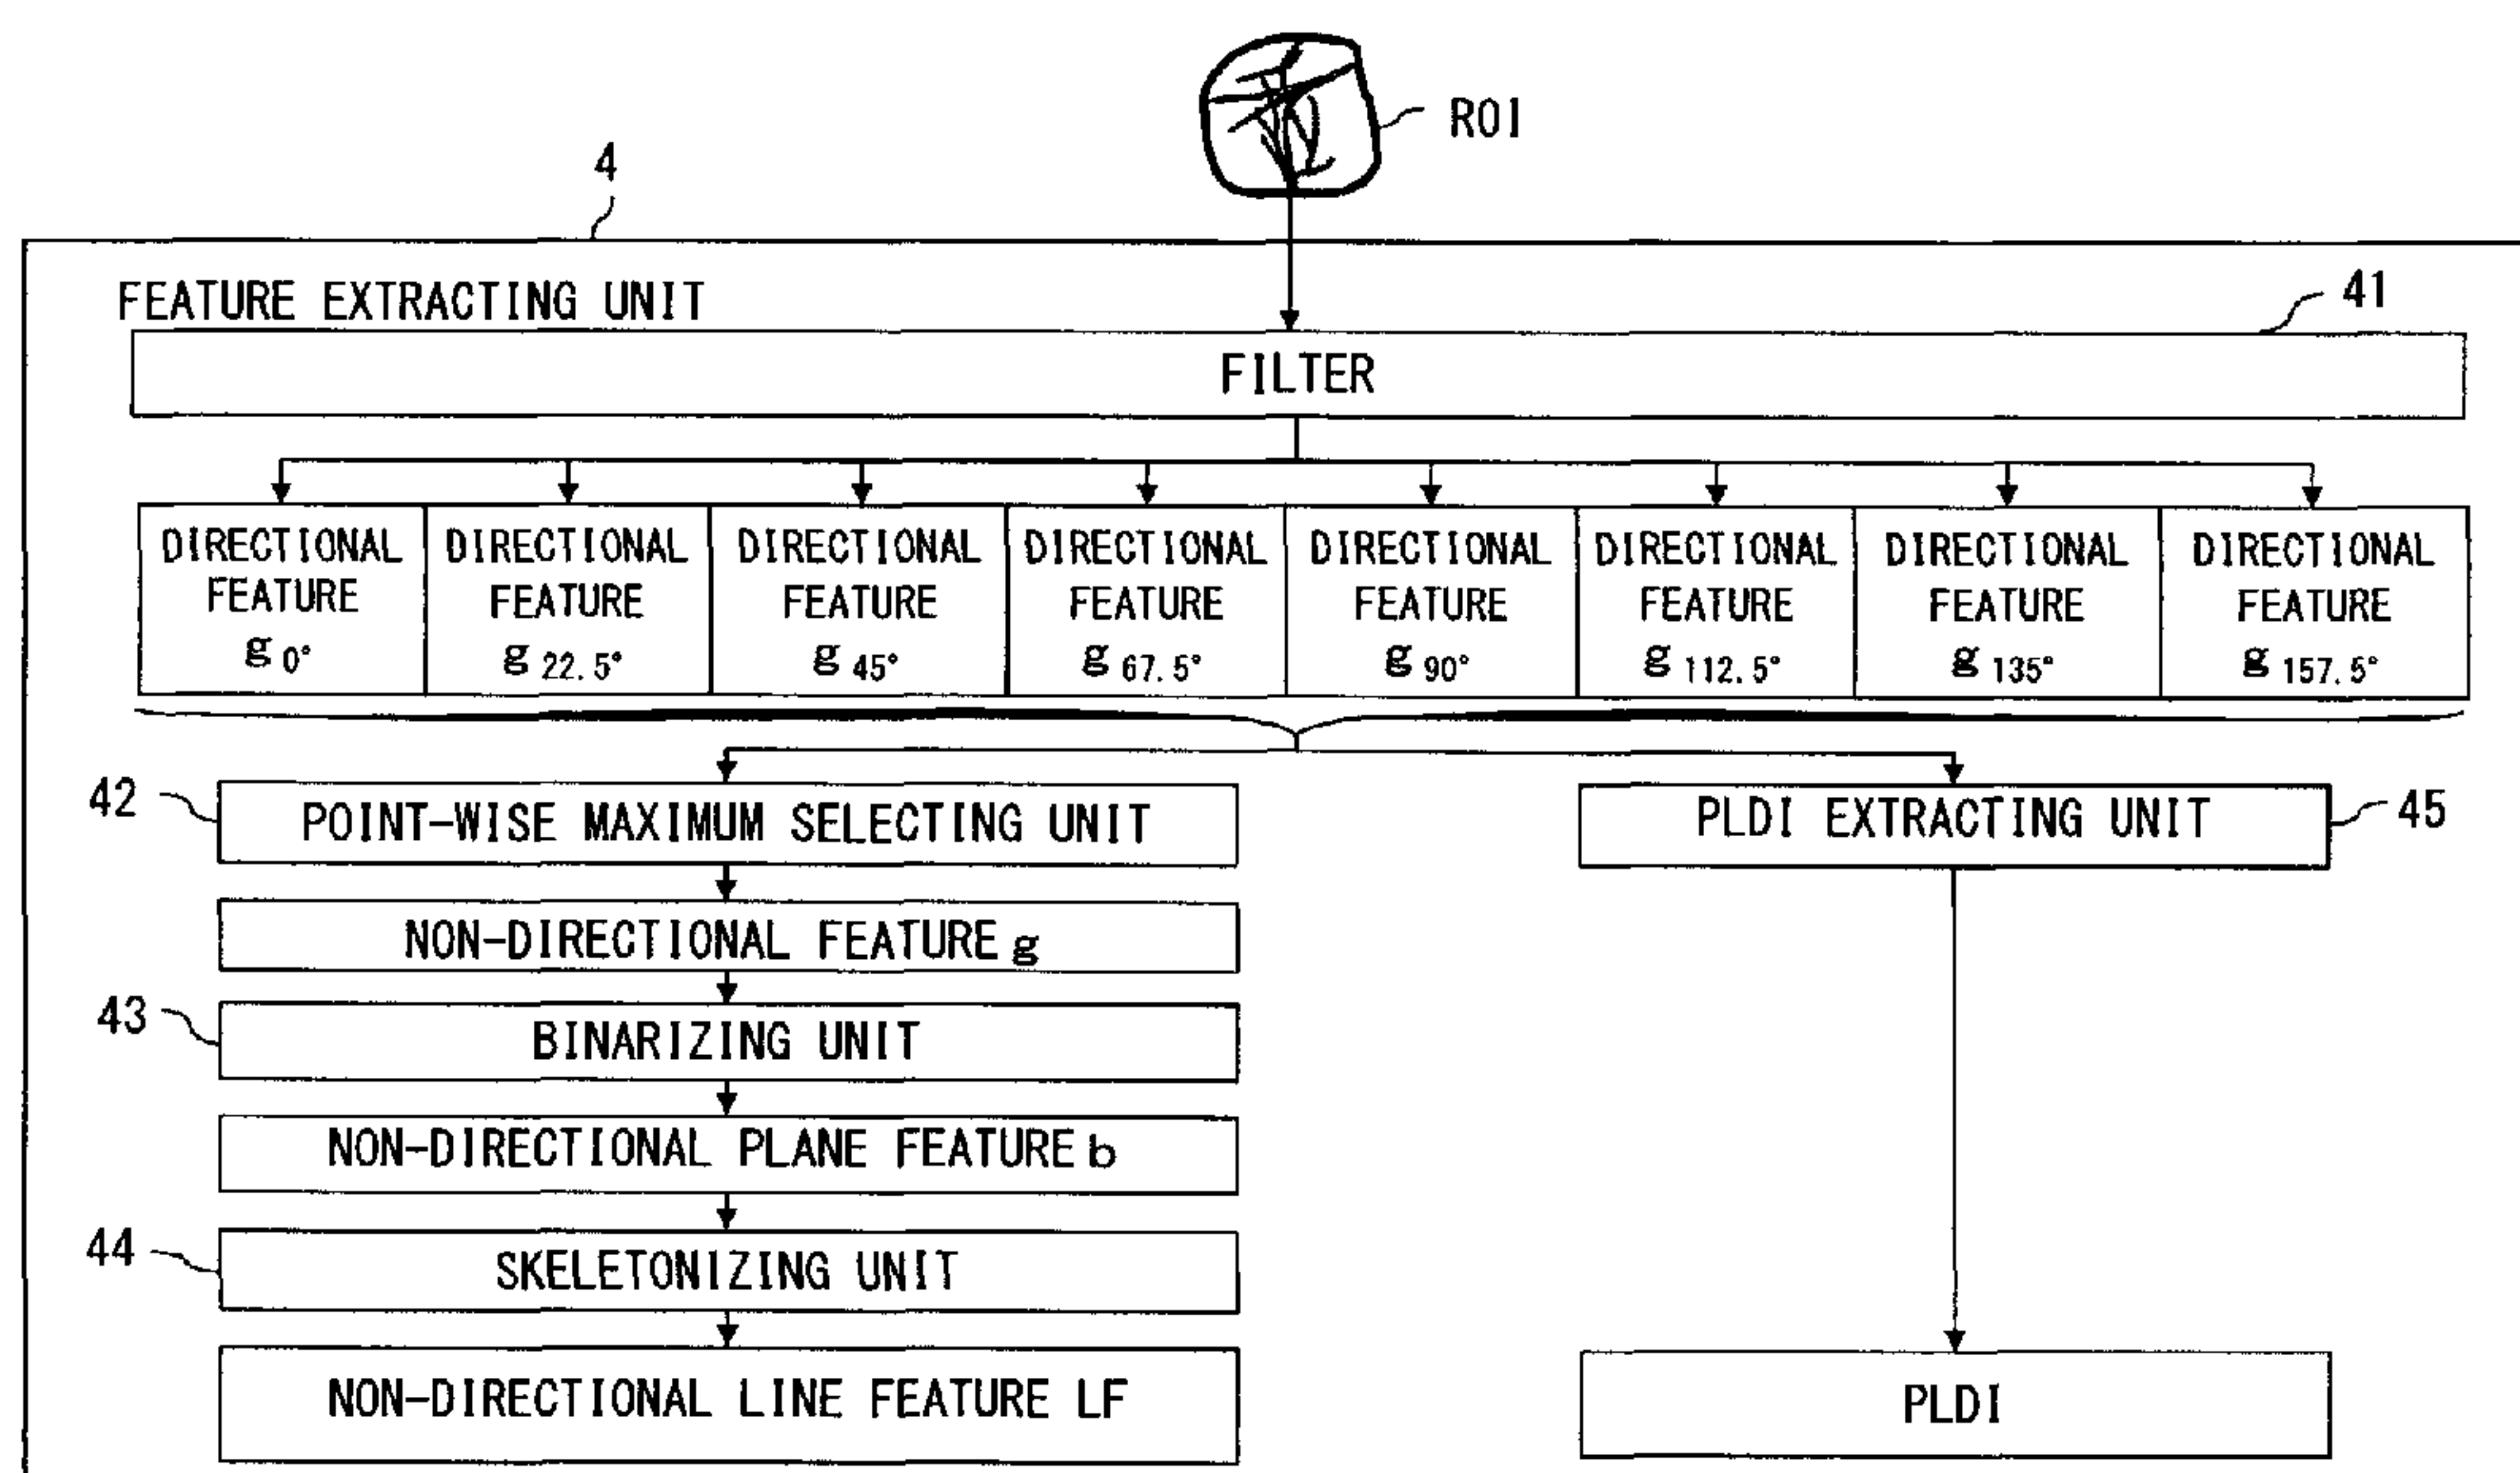 ROI
4
FEATURE EXTRACTING UNIT
41
FILTER
DIRECTIONAL FEATURE g 0°
DIRECTIONAL FEATURE g 22.5°
DIRECTIONAL FEATURE g 45°
DIRECTIONAL FEATURE g 67.5°
DIRECTIONAL FEATURE g 90°
DIRECTIONAL FEATURE g 112.5°
DIRECTIONAL FEATURE g 135°
DIRECTIONAL FEATURE g 157.5°
42
POINT-WISE MAXIMUM SELECTING UNIT
PLDI EXTRACTING UNIT
45
NON-DIRECTIONAL FEATURE g
43
BINARIZING UNIT
NON-DIRECTIONAL PLANE FEATURE b
44
SKELETONIZING UNIT
NON-DIRECTIONAL LINE FEATURE LF
PLDI